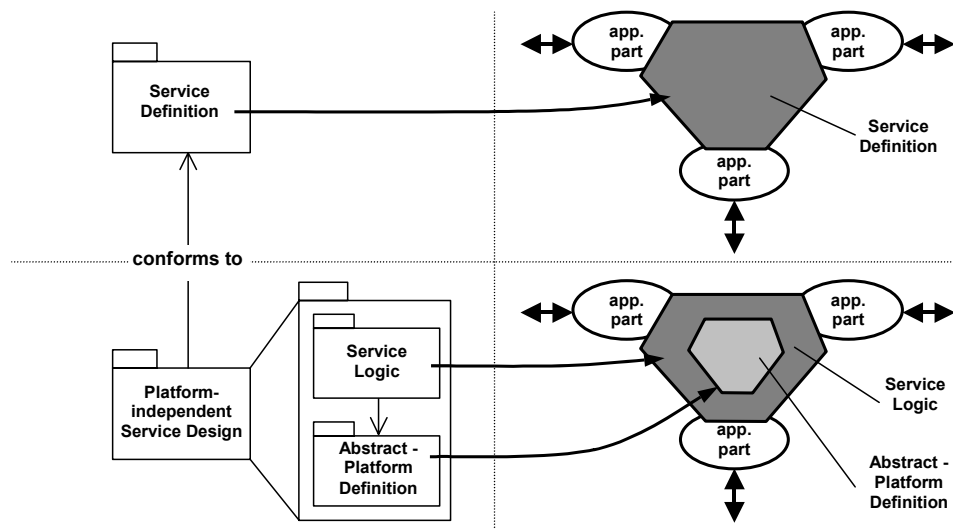 Service
Definition
app.
part
app.
part
Service
Definition
app.
part
conforms to
Platform-
independent
Service Design
Service
Logic
Abstract -
Platform
Definition
app.
part
app.
part
Service
Logic
app.
part
Abstract -
Platform
Definition